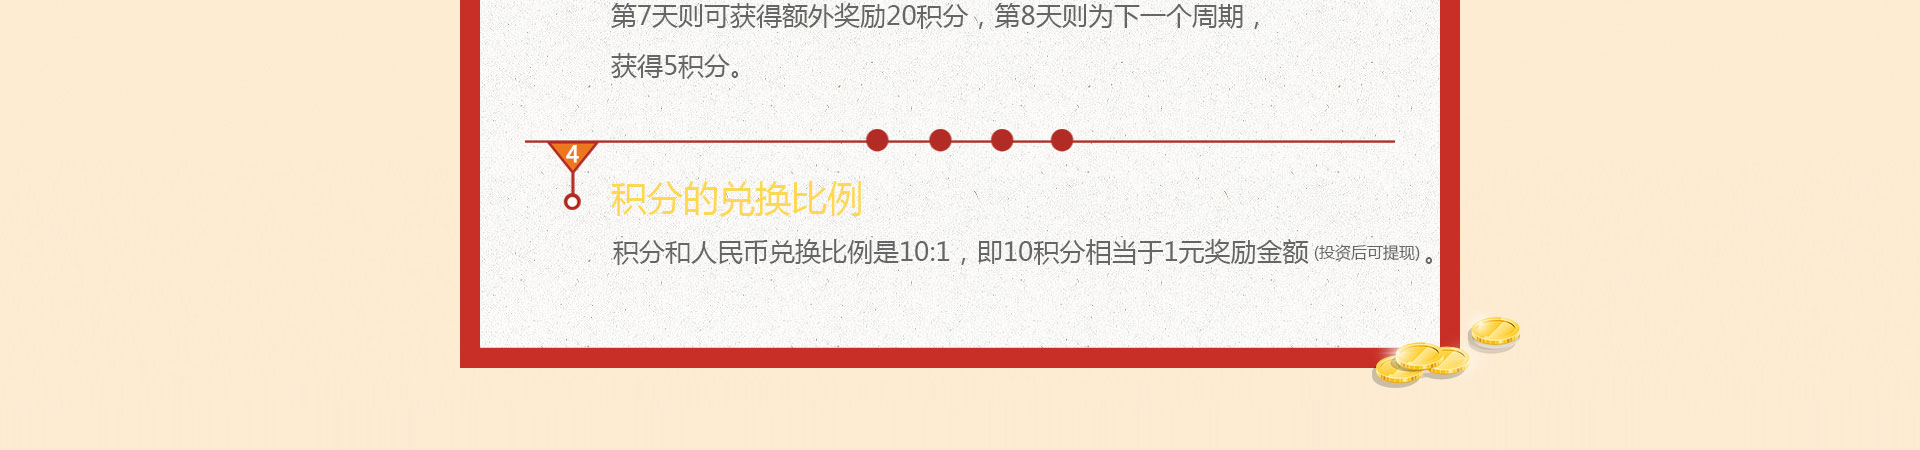 第7天则可获得额外奖励20积分，第8天则为下一个周期，
获得5积分。
4
积分的兑换比例
积分和人民币兑换比例是10:1，即10积分相当于1元奖励金额 (投资后可提现) 。